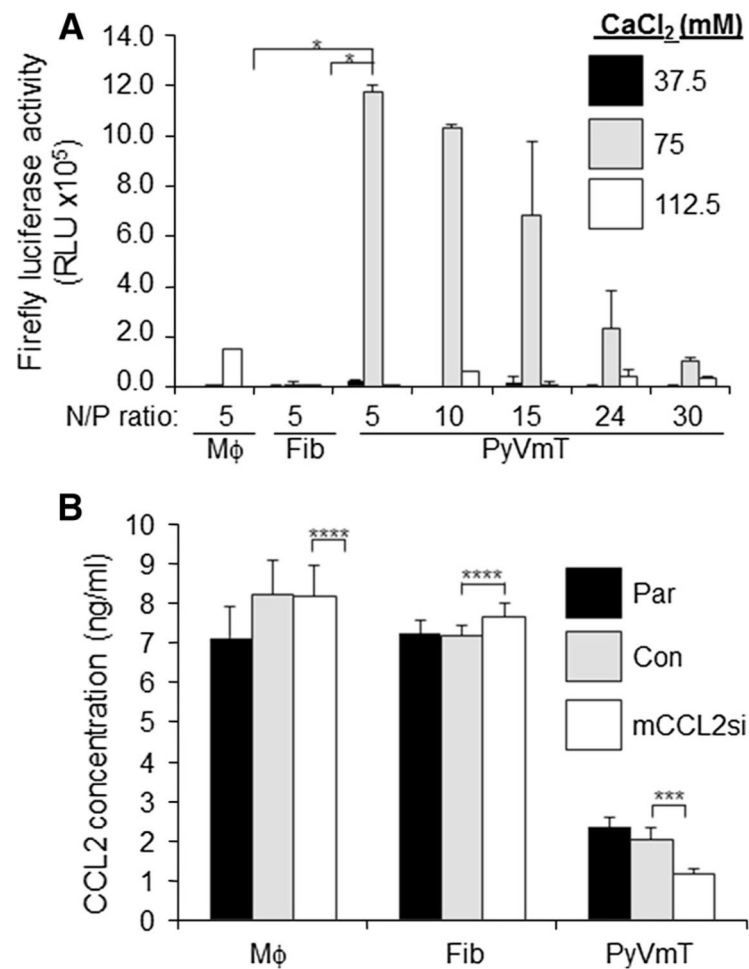 A
CaCl₂ (mM)
37.5
75
112.5
Firefly luciferase activity
(RLU x10⁵)
14.0
12.0
10.0
8.0
6.0
4.0
2.0
0.0
*
*
N/P ratio: 5 5 5 10 15 24 30
Mϕ Fib PyVmT
B
CCL2 concentration (ng/ml)
10
9
8
7
6
5
4
3
2
1
0
****
****
***
Par
Con
mCCL2si
Mϕ Fib PyVmT